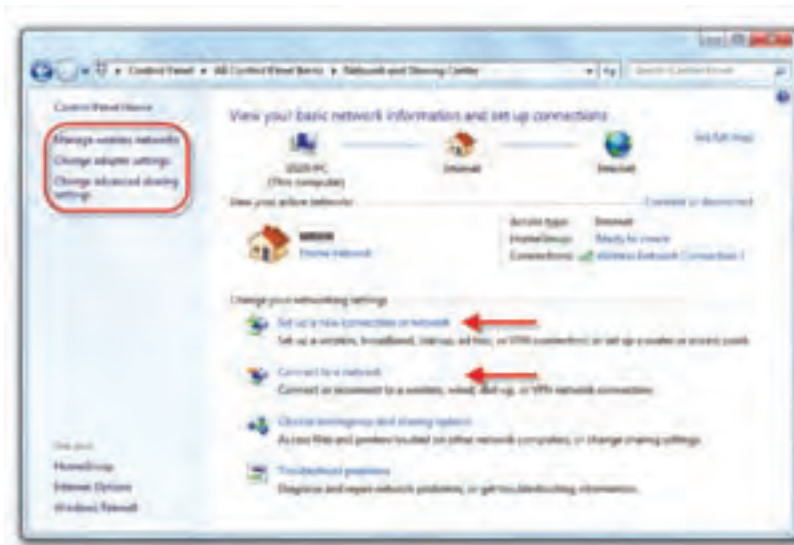 Control Panel ▸ All Control Panel Items ▸ Network and Sharing Center
Search Control Panel
Control Panel Home
Manage wireless networks
Change adapter settings
Change advanced sharing
settings
View your basic network information and set up connections
See full map
(This computer)
Internet
View your active networks
Connect or disconnect
Home network
Access type: Internet
HomeGroup: Ready to create
Connections: Wireless Network Connection
Change your networking settings
Set up a new connection or network
Set up a wireless, broadband, dial-up, ad hoc, or VPN connection; or set up a router or access point.
Connect to a network
Connect or reconnect to a wireless, wired, dial-up, or VPN network connection.
Choose homegroup and sharing options
Access files and printers located on other network computers, or change sharing settings.
Troubleshoot problems
Diagnose and repair network problems, or get troubleshooting information.
See also
HomeGroup
Internet Options
Windows Firewall